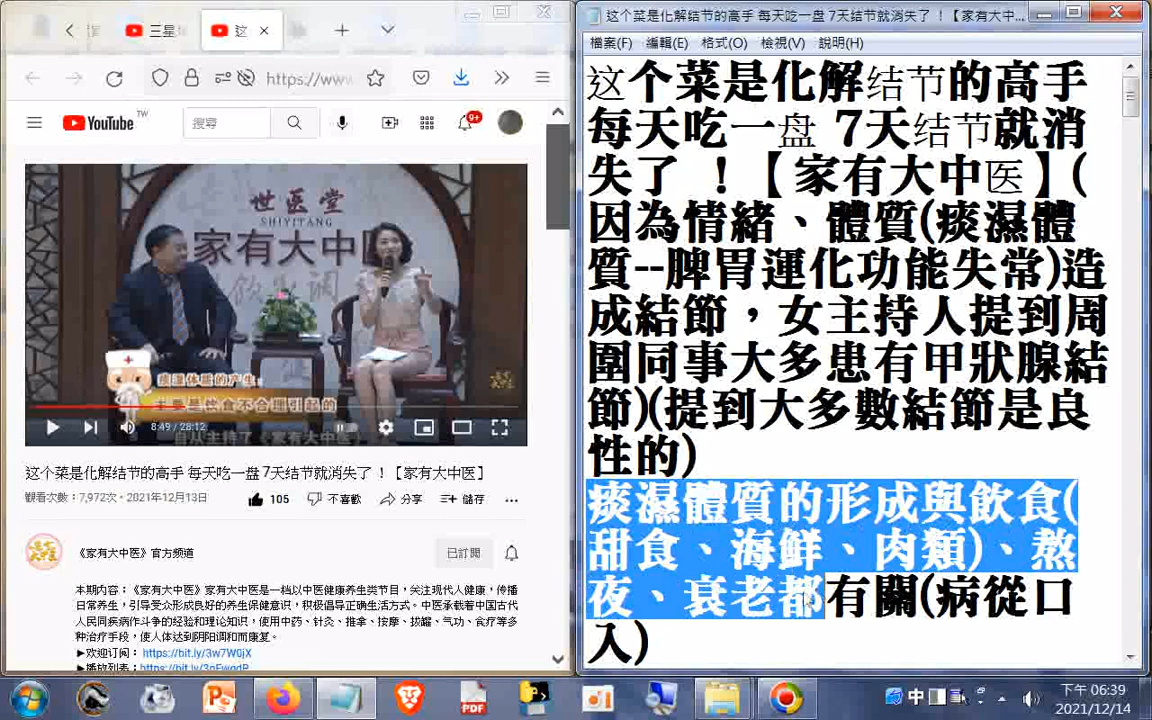 三星
这
https://www
YouTube TW
搜尋
9+
世医堂
SHIYITANG
家有大中医
痰湿体质的产生
主要是饮食不合理引起的
8:49 / 28:12
这个菜是化解结节的高手 每天吃一盘 7天结节就消失了 ！【家有大中医】
觀看次數：7,972次 · 2021年12月13日
105 不喜歡 分享 儲存
《家有大中医》官方频道
已訂閱
本期内容：《家有大中医》家有大中医是一档以中医健康养生类节目，关注现代人健康，传播
日常养生，引导受众形成良好的养生保健意识，积极倡导正确生活方式。中医承载着中国古代
人民同疾病作斗争的经验和理论知识，使用中药、针灸、推拿、按摩、拔罐、气功、食疗等多
种治疗手段，使人体达到阴阳调和而康复。
►欢迎订阅： https://bit.ly/3w7W0jX
►播放列表：
这个菜是化解结节的高手 每天吃一盘 7天结节就消失了 ！【家有大中...
檔案(F) 編輯(E) 格式(O) 檢視(V) 說明(H)
这个菜是化解结节的高手
每天吃一盘 7天结节就消
失了 ！【家有大中医】(
因為情緒、體質(痰濕體
質--脾胃運化功能失常)造
成結節，女主持人提到周
圍同事大多患有甲狀腺結
節)(提到大多數結節是良
性的)
痰濕體質的形成與飲食(
甜食、海鮮、肉類)、熬
夜、衰老都有關(病從口
入)
PDF
中
下午 06:39
2021/12/14